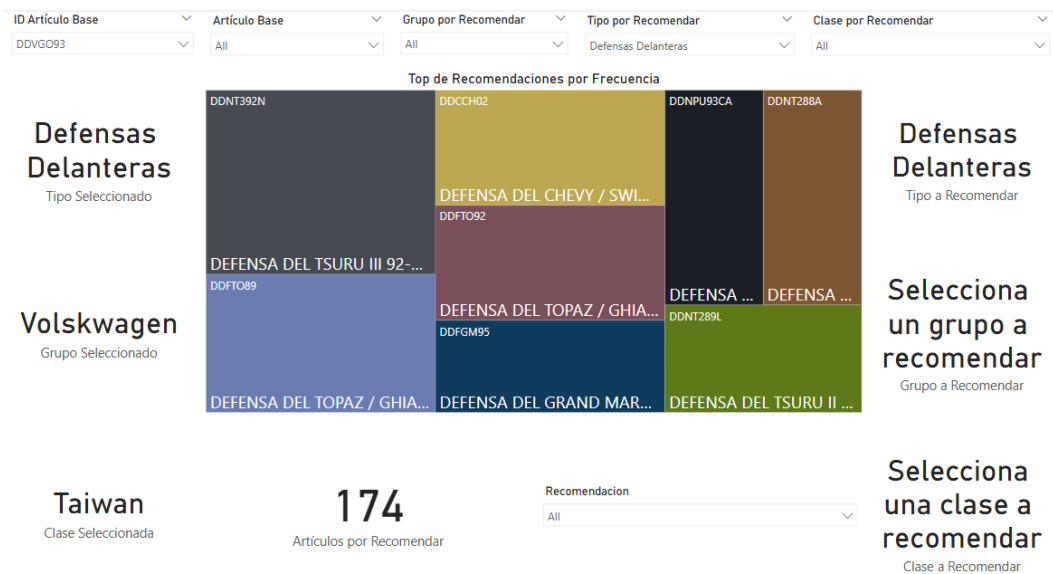 ID Artículo Base
DDVGO93
Artículo Base
All
Grupo por Recomendar
All
Tipo por Recomendar
Defensas Delanteras
Clase por Recomendar
All
Top de Recomendaciones por Frecuencia
Defensas
Delanteras
Tipo Seleccionado
Volskwagen
Grupo Seleccionado
Taiwan
Clase Seleccionada
DDNT392N
DEFENSA DEL TSURU III 92-...
DDFTO89
DEFENSA DEL TOPAZ / GHIA...
DDCCH02
DEFENSA DEL CHEVY / SWI...
DDFTO92
DEFENSA DEL TOPAZ / GHIA...
DDFGM95
DEFENSA DEL GRAND MAR...
DDNPU93CA
DEFENSA ...
DDNT288A
DEFENSA ...
DDNT289L
DEFENSA DEL TSURU II ...
174
Artículos por Recomendar
Recomendacion
All
Defensas
Delanteras
Tipo a Recomendar
Selecciona
un grupo a
recomendar
Grupo a Recomendar
Selecciona
una clase a
recomendar
Clase a Recomendar